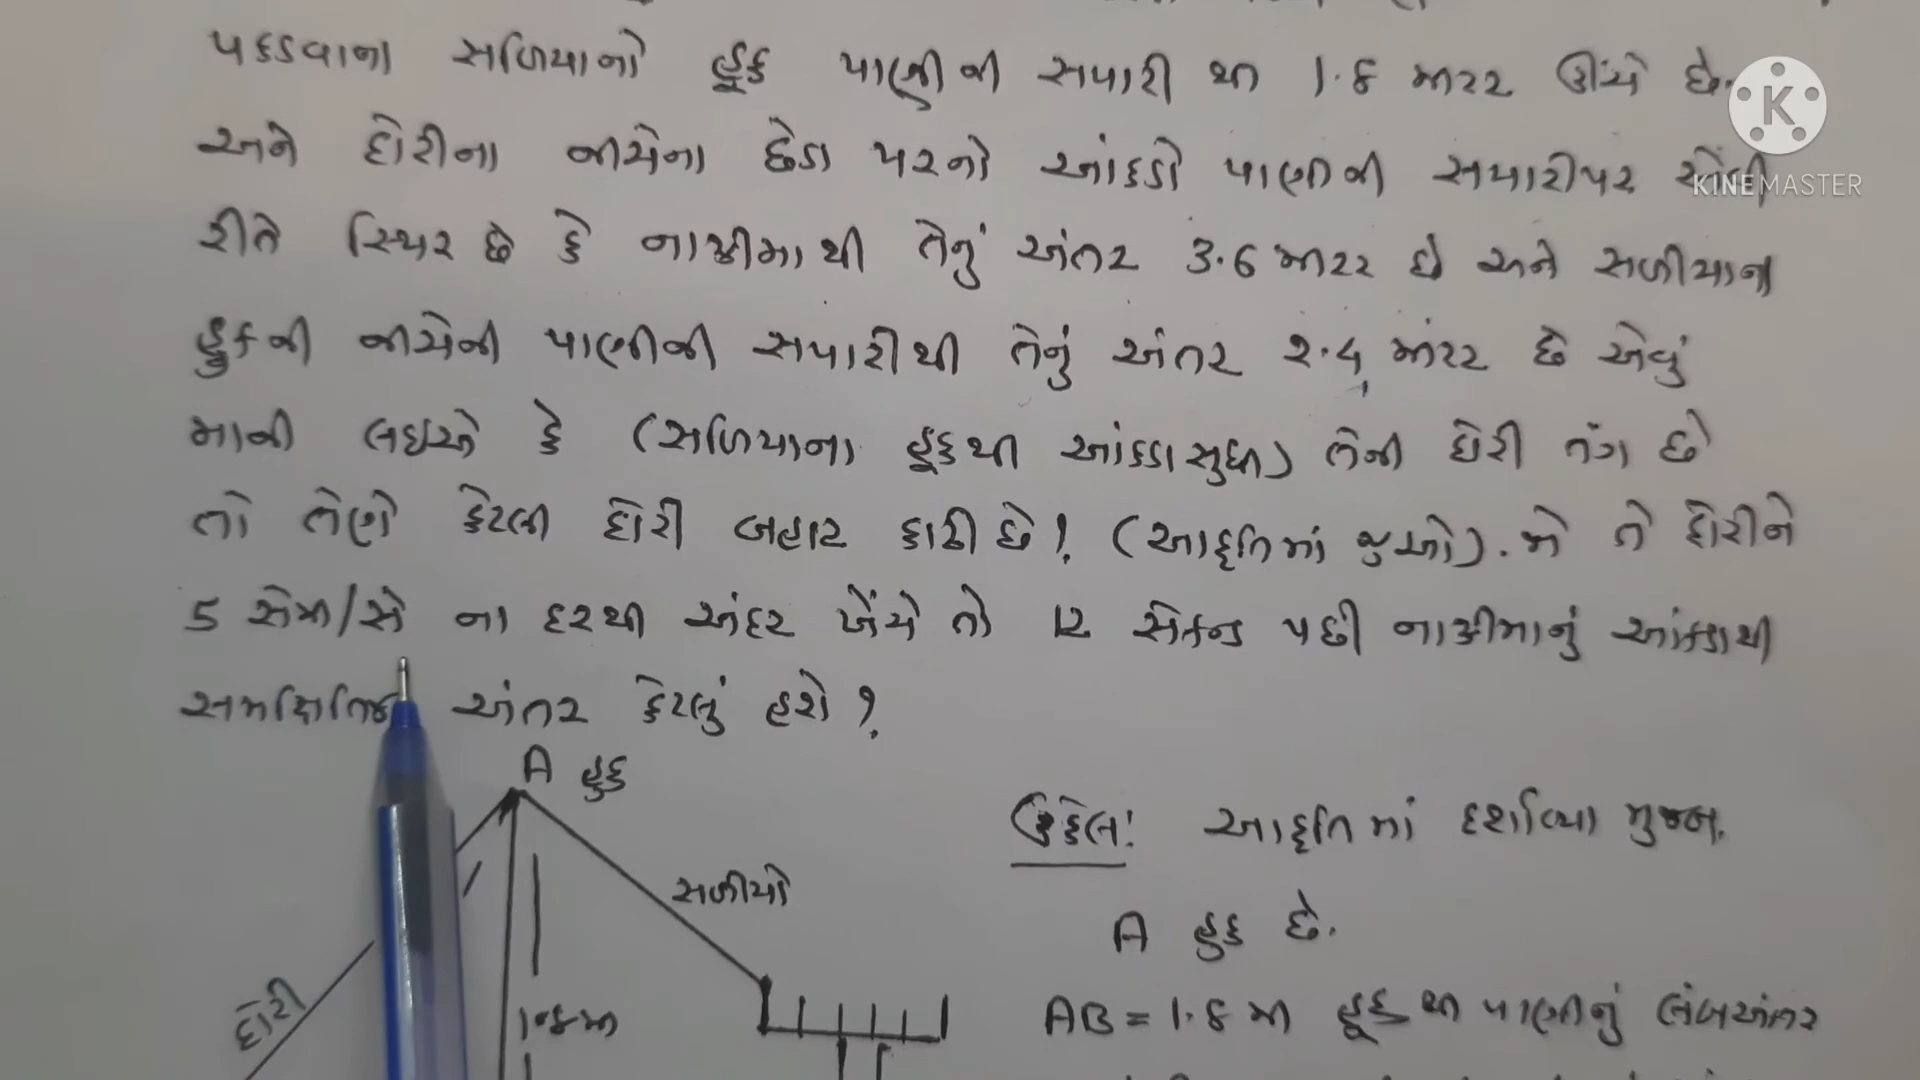 પકડવાના સળિયાનો હૂક પાણીની સપાટી થી 1.8 મીટર ઊંચે છે.
અને દોરીના નીચેના છેડા પરનો આંકડો પાણીની સપાટીપર એવી
રીતે સ્થિર છે કે નાઝીમાથી તેનું અંતર 3.6 મીટર છે અને સળીયાના
હુકની નીચેની પાણીની સપાટીથી તેનું અંતર 2.4 મીટર છે એવું
માની લઇએ કે (સળિયાના હૂકથી આંકડાસુધી) તેની દોરી તંગ છે
તો તેણે કેટલી દોરી બહાર કાઢી છે? (આકૃતિમાં જુઓ). જો તે દોરીને
5 સેમી/સે ના દરથી અંદર ખેંચે તો 12 સેકન્ડ પછી નાઝીમાનું આંકડાથી
સમક્ષિતિજ અંતર કેટલું હશે?
A હુક
ઉકેલ: આકૃતિમાં દર્શાવ્યા મુજબ.
સળીયો
A હુક છે.
દોરી
1.8મી
AB = 1.8 મી હૂક થી પાણીનું લંબઅંતર
K
KINEMASTER